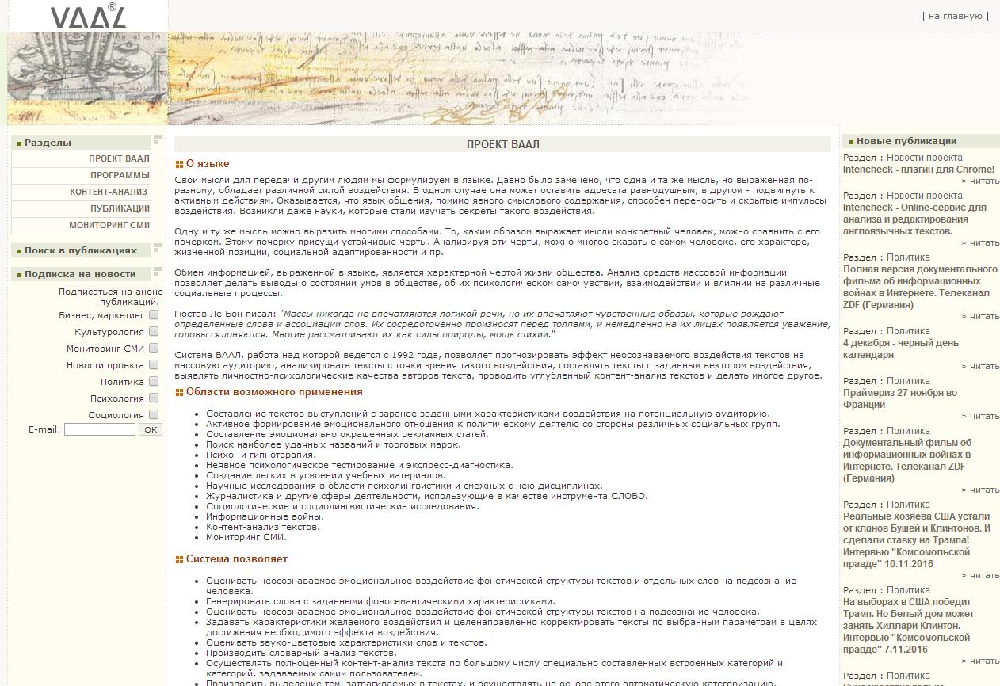 VAAL®
| на главную |
Разделы
ПРОЕКТ ВААЛ
ПРОГРАММЫ
КОНТЕНТ-АНАЛИЗ
ПУБЛИКАЦИИ
МОНИТОРИНГ СМИ
Поиск в публикациях
Подписка на новости
Подписаться на анонс
публикаций.
Бизнес, маркетинг
Культурология
Мониторинг СМИ
Новости проекта
Политика
Психология
Социология
E-mail: OK
ПРОЕКТ ВААЛ
О языке
Свои мысли для передачи другим людям мы формулируем в языке. Давно было замечено, что одна и та же мысль, но выраженная по-
разному, обладает различной силой воздействия. В одном случае она может оставить адресата равнодушным, в другом - подвигнуть к
активным действиям. Оказывается, что язык общения, помимо явного смыслового содержания, способен переносить и скрытые импульсы
воздействия. Возникли даже науки, которые стали изучать секреты такого воздействия.
Одну и ту же мысль можно выразить многими способами. То, каким образом выражает мысли конкретный человек, можно сравнить с его
почерком. Этому почерку присущи устойчивые черты. Анализируя эти черты, можно многое сказать о самом человеке, его характере,
жизненной позиции, социальной адаптированности и пр.
Обмен информацией, выраженной в языке, является характерной чертой жизни общества. Анализ средств массовой информации
позволяет делать выводы о состоянии умов в обществе, об их психологическом самочувствии, взаимодействии и влиянии на различные
социальные процессы.
Гюстав Ле Бон писал: "Массы никогда не впечатляются логикой речи, но их впечатляют чувственные образы, которые рождают
определенные слова и ассоциации слов. Их сосредоточенно произносят перед толпами, и немедленно на их лицах появляется уважение,
головы склоняются. Многие рассматривают их как силы природы, мощь стихии."
Система ВААЛ, работа над которой ведется с 1992 года, позволяет прогнозировать эффект неосознаваемого воздействия текстов на
массовую аудиторию, анализировать тексты с точки зрения такого воздействия, составлять тексты с заданным вектором воздействия,
выявлять личностно-психологические качества авторов текста, проводить углубленный контент-анализ текстов и делать многое другое.
Области возможного применения
• Составление текстов выступлений с заранее заданными характеристиками воздействия на потенциальную аудиторию.
• Активное формирование эмоционального отношения к политическому деятелю со стороны различных социальных групп.
• Составление эмоционально окрашенных рекламных статей.
• Поиск наиболее удачных названий и торговых марок.
• Психо- и гипнотерапия.
• Неявное психологическое тестирование и экспресс-диагностика.
• Создание легких в усвоении учебных материалов.
• Научные исследования в области психолингвистики и смежных с нею дисциплинах.
• Журналистика и другие сферы деятельности, использующие в качестве инструмента СЛОВО.
• Социологические и социолингвистические исследования.
• Информационные войны.
• Контент-анализ текстов.
• Мониторинг СМИ.
Система позволяет
• Оценивать неосознаваемое эмоциональное воздействие фонетической структуры текстов и отдельных слов на подсознание
человека.
• Генерировать слова с заданными фоносемантическими характеристиками.
• Оценивать неосознаваемое эмоциональное воздействие фонетической структуры текстов на подсознание человека.
• Задавать характеристики желаемого воздействия и целенаправленно корректировать тексты по выбранным параметрам в целях
достижения необходимого эффекта воздействия.
• Оценивать звуко-цветовые характеристики слов и текстов.
• Производить словарный анализ текстов.
• Осуществлять полноценный контент-анализ текста по большому числу специально составленных встроенных категорий и
категорий, задаваемых самим пользователем.
• Производить выделение тем, затрагиваемых в текстах, и осуществлять на основе этого автоматическую категоризацию.
Новые публикации
Раздел : Новости проекта
Intencheck - плагин для Chrome!
» читать
Раздел : Новости проекта
Intencheck - Online-сервис для
анализа и редактирования
англоязычных текстов.
» читать
Раздел : Политика
Полная версия документального
фильма об информационных
войнах в Интернете. Телеканал
ZDF (Германия)
» читать
Раздел : Политика
4 декабря - черный день
календаря
» читать
Раздел : Политика
Праймериз 27 ноября во
Франции
» читать
Раздел : Политика
Документальный фильм об
информационных войнах в
Интернете. Телеканал ZDF
(Германия)
» читать
Раздел : Политика
Реальные хозяева США устали
от кланов Бушей и Клинтонов. И
сделали ставку на Трампа!
Интервью "Комсомольской
правде" 10.11.2016
» читать
Раздел : Политика
На выборах в США победит
Трамп. Но Белый дом может
занять Хиллари Клинтон.
Интервью "Комсомольской
правде" 7.11.2016
» читать
Раздел : Политика